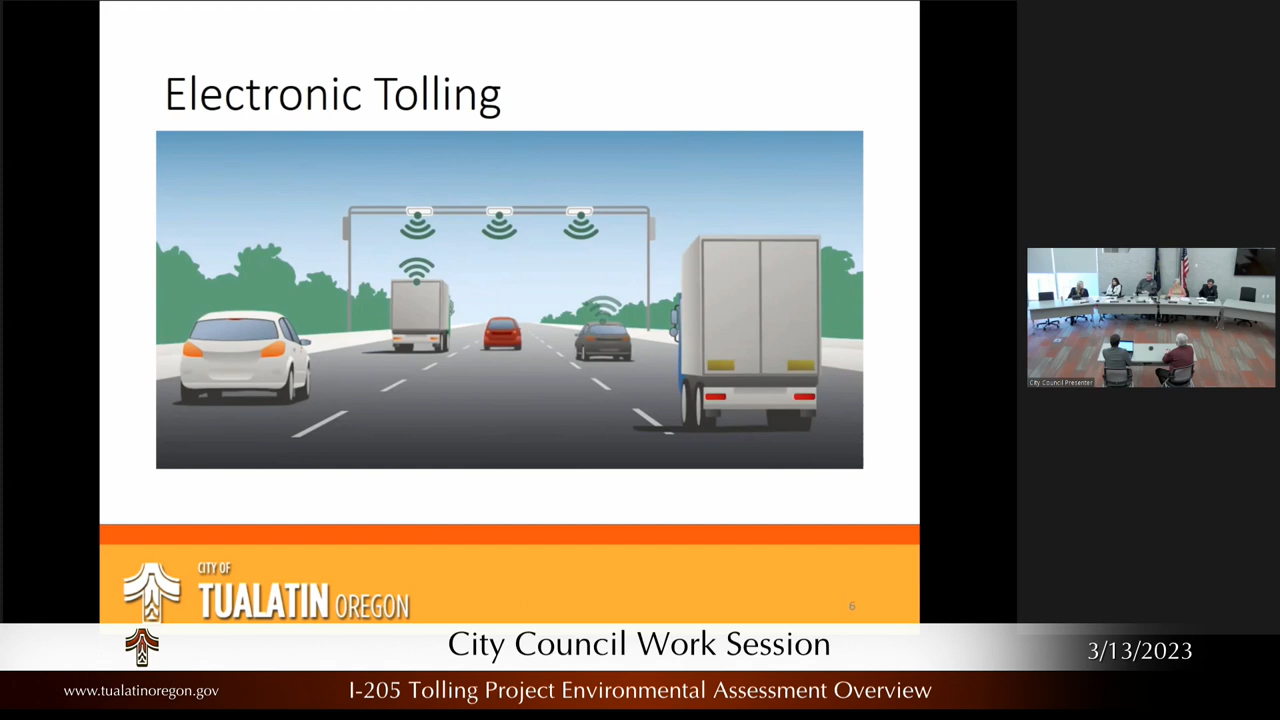 Electronic Tolling
CITY OF
TUALATIN OREGON
6
City Council Presenter
City Council Work Session
3/13/2023
www.tualatinoregon.gov
I-205 Tolling Project Environmental Assessment Overview